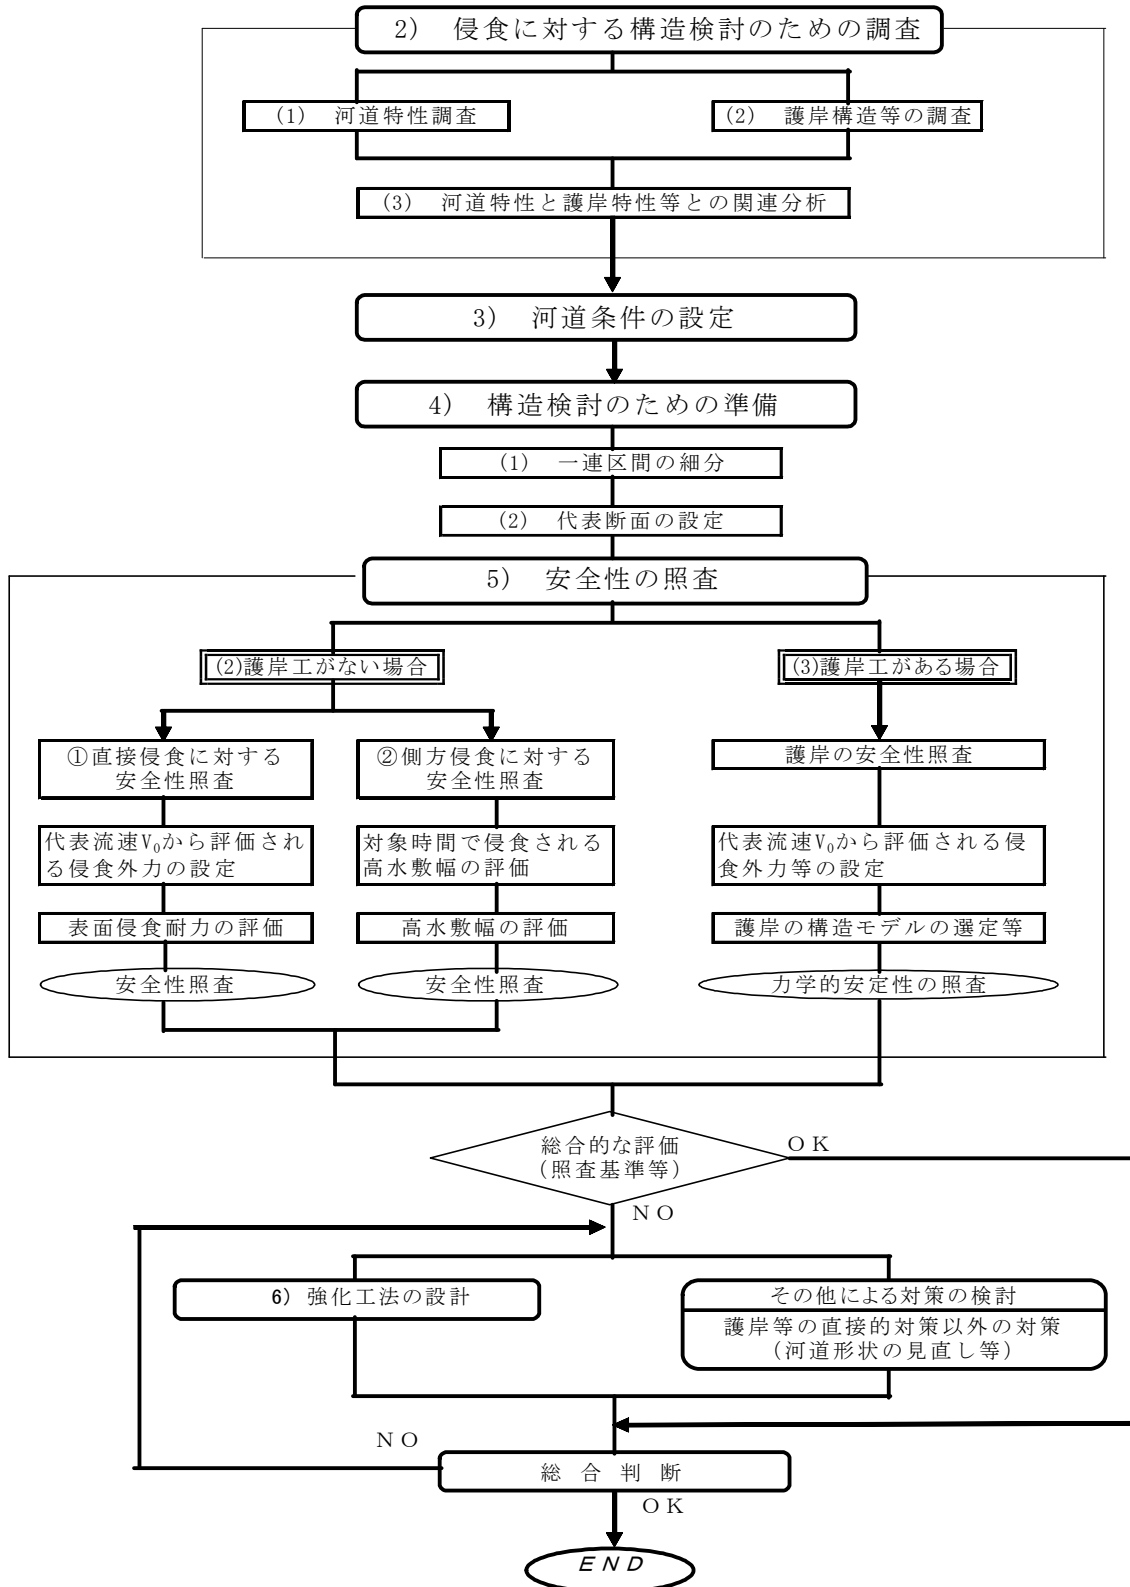 2) 侵食に対する構造検討のための調査
(1) 河道特性調査
(2) 護岸構造等の調査
(3) 河道特性と護岸特性等との関連分析
3) 河道条件の設定
4) 構造検討のための準備
(1) 一連区間の細分
(2) 代表断面の設定
5) 安全性の照査
(2)護岸工がない場合
(3)護岸工がある場合
①直接侵食に対する
安全性照査
②側方侵食に対する
安全性照査
護岸の安全性照査
代表流速V₀から評価され
る侵食外力の設定
対象時間で侵食される
高水敷幅の評価
代表流速V₀から評価される侵
食外力等の設定
表面侵食耐力の評価
高水敷幅の評価
護岸の構造モデルの選定等
安全性照査
安全性照査
力学的安定性の照査
総合的な評価
(照査基準等)
OK
NO
6) 強化工法の設計
その他による対策の検討
護岸等の直接的対策以外の対策
(河道形状の見直し等)
NO
総合判断
OK
END